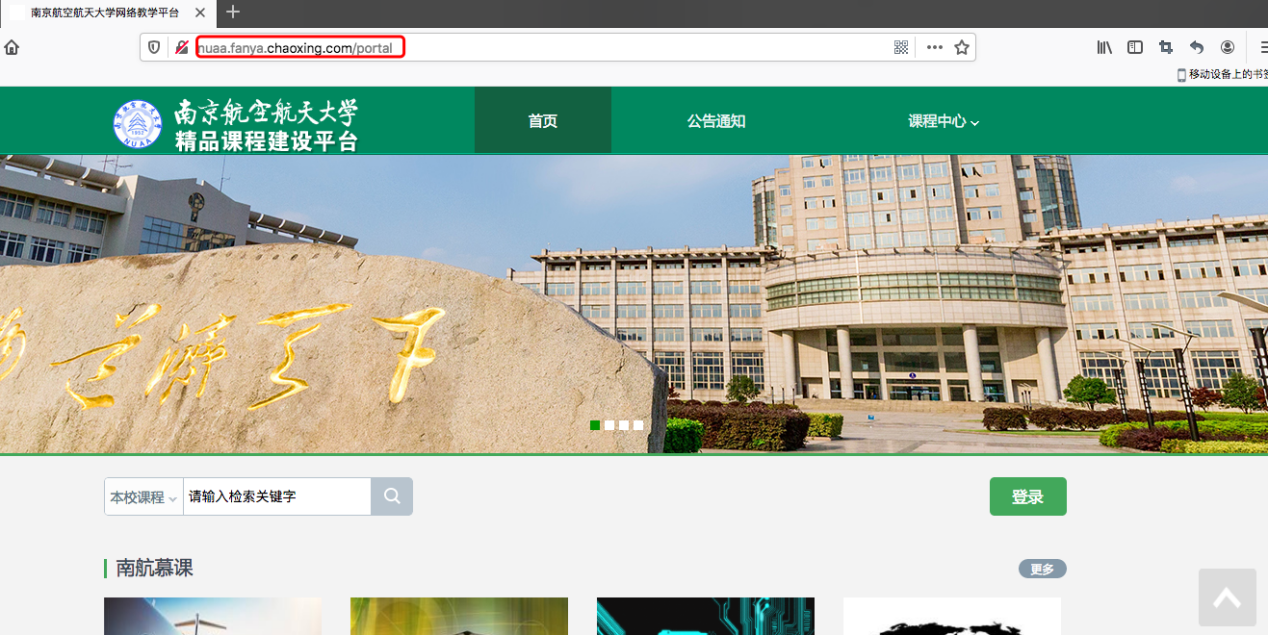 南京航空航天大学网络教学平台
nuaa.fanya.chaoxing.com/portal
移动设备上的书签
南京航空航天大学
精品课程建设平台
NUAA
1952
首页
公告通知
课程中心
本校课程
请输入检索关键字
登录
南航慕课
更多